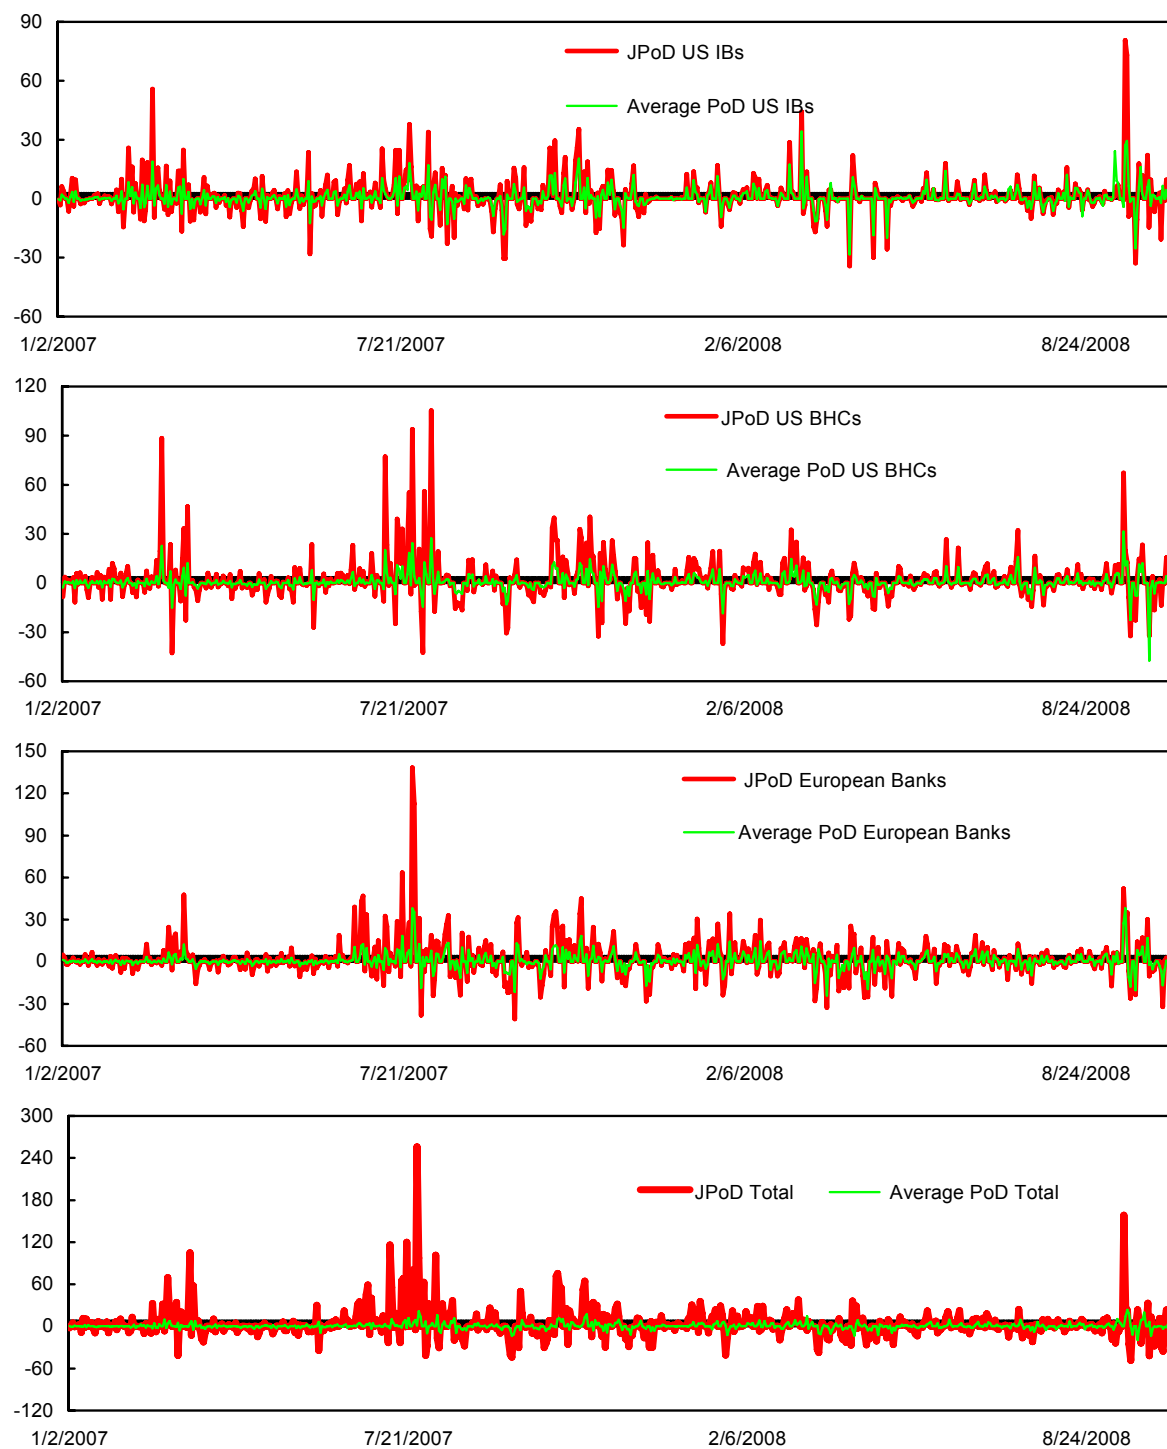 90
60
30
0
-30
-60
JPoD US IBs
Average PoD US IBs
1/2/2007 7/21/2007 2/6/2008 8/24/2008
120
90
60
30
0
-30
-60
JPoD US BHCs
Average PoD US BHCs
1/2/2007 7/21/2007 2/6/2008 8/24/2008
150
120
90
60
30
0
-30
-60
JPoD European Banks
Average PoD European Banks
1/2/2007 7/21/2007 2/6/2008 8/24/2008
300
240
180
120
60
0
-60
-120
JPoD Total Average PoD Total
1/2/2007 7/21/2007 2/6/2008 8/24/2008